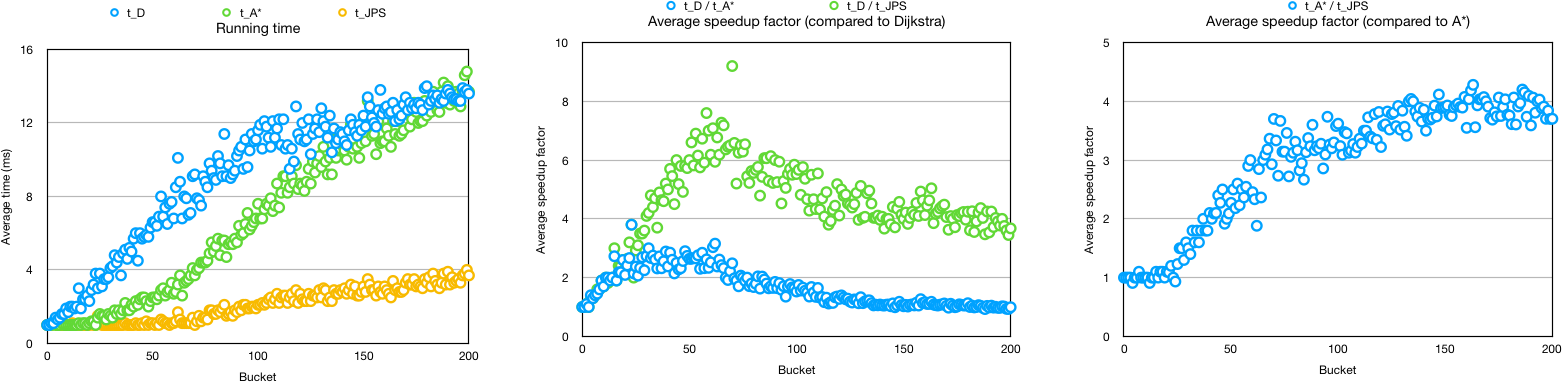 t_D t_A* t_JPS
Running time
16
12
8
4
0
0 50 100 150 200
Average time (ms)
Bucket
t_D / t_A* t_D / t_JPS
Average speedup factor (compared to Dijkstra)
10
8
6
4
2
0
0 50 100 150 200
Average speedup factor
Bucket
t_A* / t_JPS
Average speedup factor (compared to A*)
5
4
3
2
1
0
0 50 100 150 200
Average speedup factor
Bucket